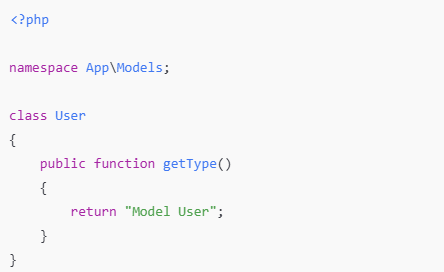 <?php
namespace App\Models;
class User
{
    public function getType()
    {
        return "Model User";
    }
}